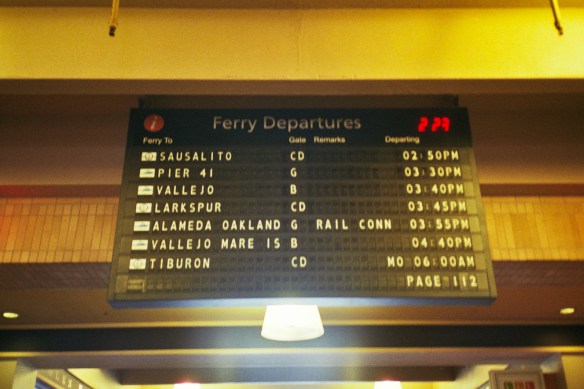 i Ferry Departures 2:29
Ferry To Gate Remarks Departing
SAUSALITO CD 02:50PM
PIER 41 G 03:30PM
VALLEJO B 03:40PM
LARKSPUR CD 03:45PM
ALAMEDA OAKLAND G RAIL CONN 03:55PM
VALLEJO MARE IS B 04:40PM
TIBURON CD MO 06:00AM
PAGE 1/2